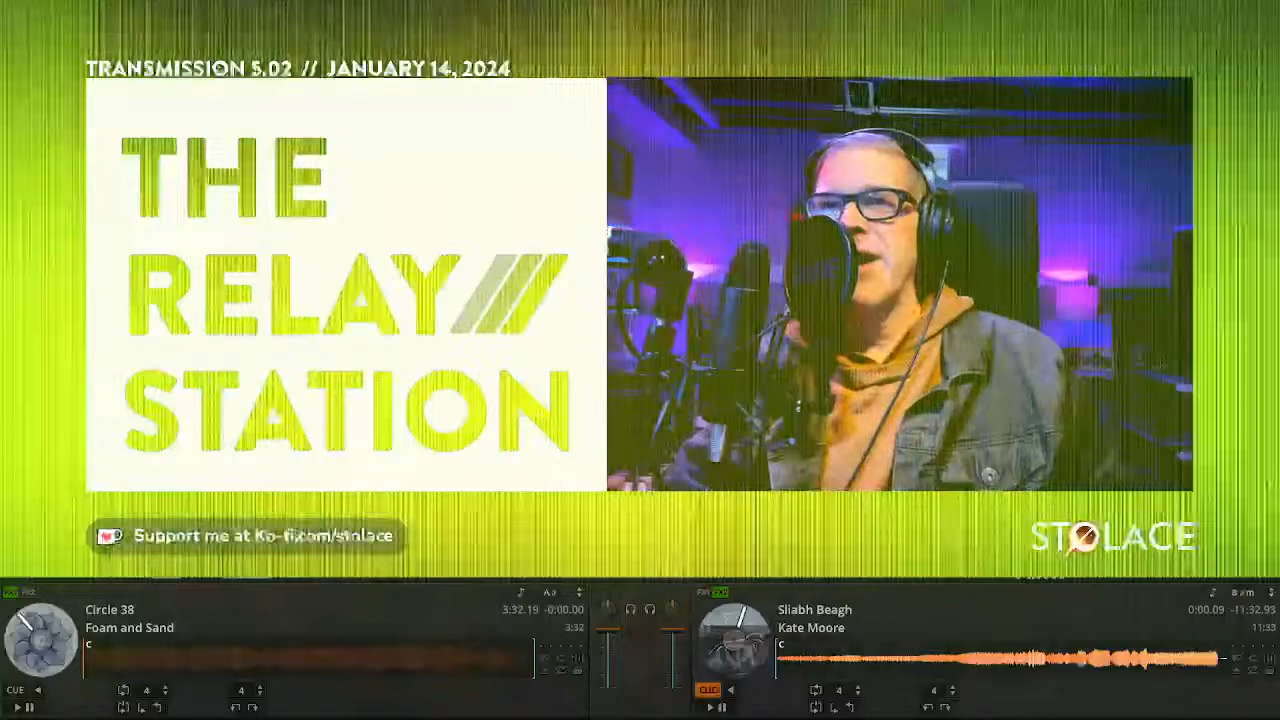 TRANSMISSION 5.02 // JANUARY 14, 2024
THE
RELAY///
STATION
Support me at Ko-fi.com/stolace
STOLACE
Circle 38
3:32.19 -0:00.00
Foam and Sand
3:32
C
CUE
4
4
FX1 FX2
Sliabh Beagh
0:00.09 -11:32.93
Kate Moore
11:33
C
CUE
4
4